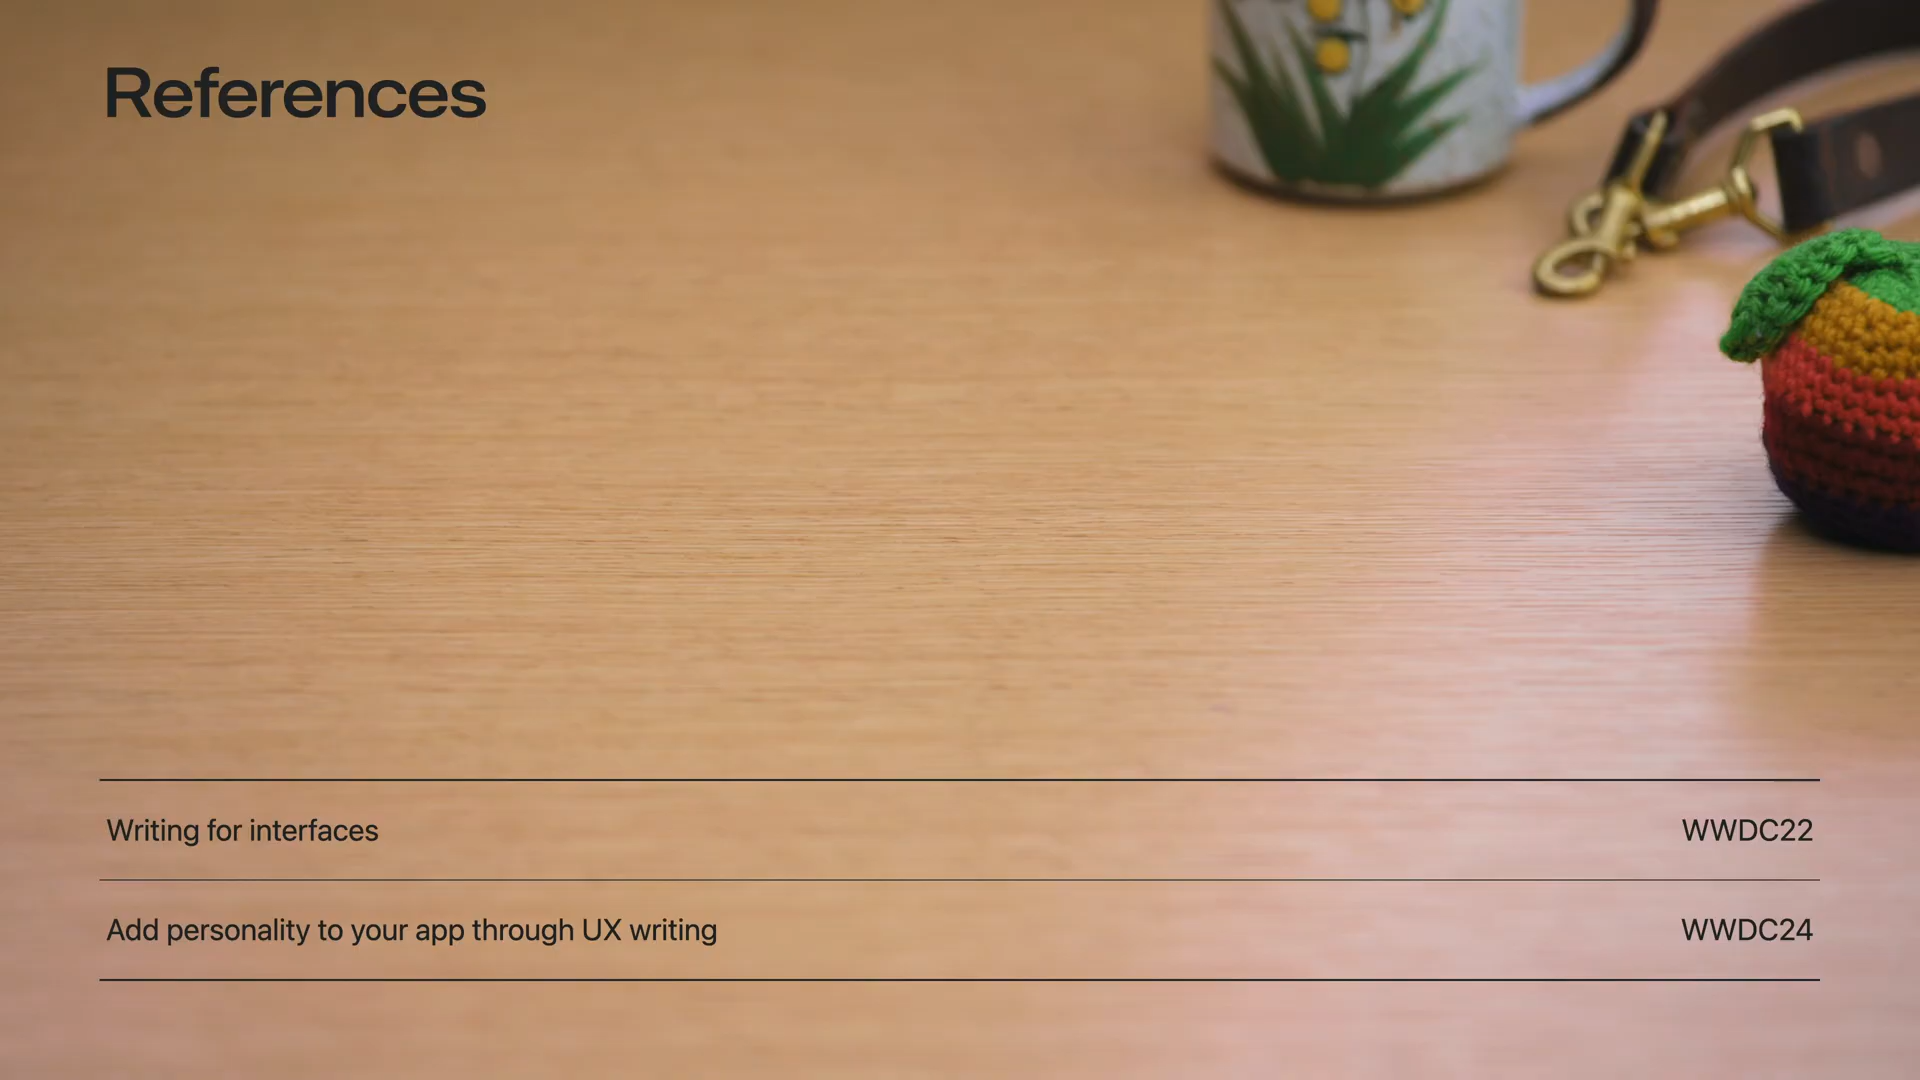 References
Writing for interfaces WWDC22
Add personality to your app through UX writing WWDC24